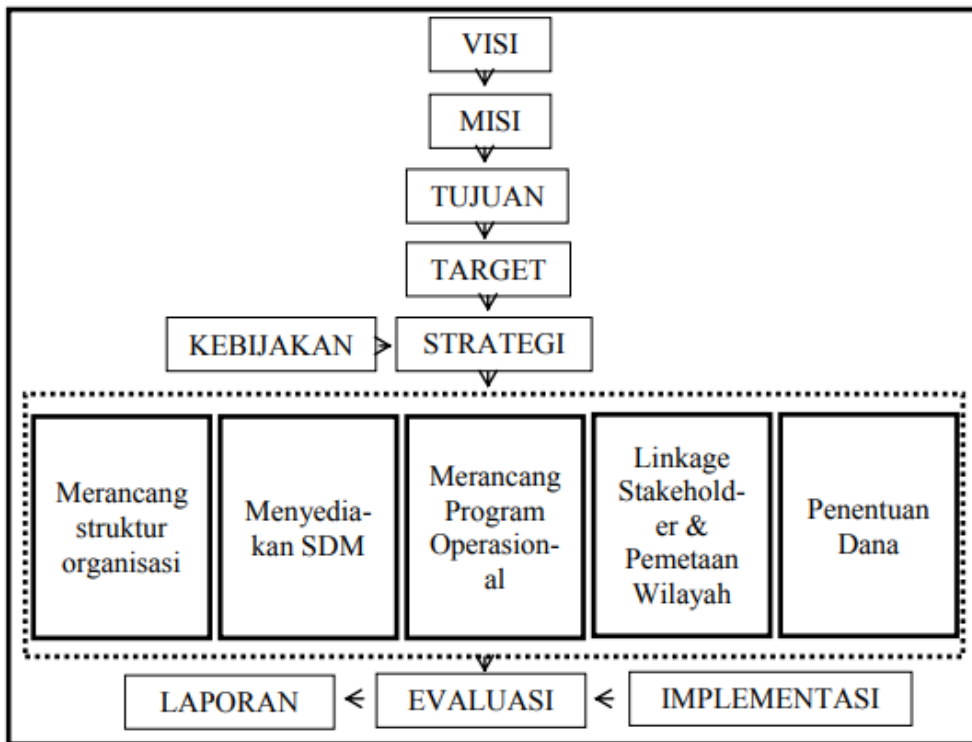 VISI
MISI
TUJUAN
TARGET
KEBIJAKAN
STRATEGI
Merancang
struktur
organisasi
Menyedia-
kan SDM
Merancang
Program
Operasion-
al
Linkage
Stakehold-
er &
Pemetaan
Wilayah
Penentuan
Dana
LAPORAN
EVALUASI
IMPLEMENTASI